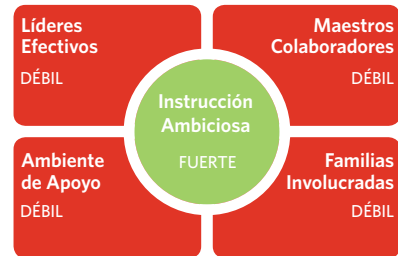 Líderes
Efectivos
DÉBIL
Maestros
Colaboradores
DÉBIL
Instrucción
Ambiciosa
FUERTE
Ambiente
de Apoyo
DÉBIL
Familias
Involucradas
DÉBIL